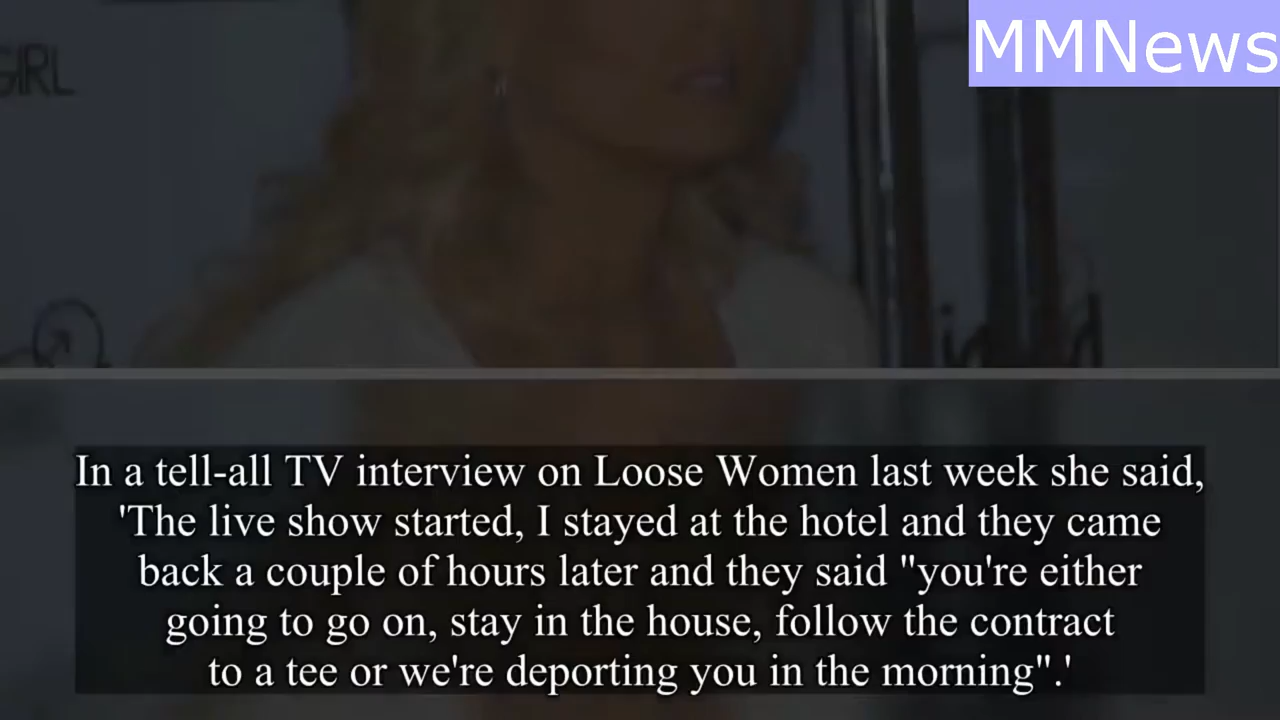 MMNews
GIRL
In a tell-all TV interview on Loose Women last week she said,
'The live show started, I stayed at the hotel and they came
back a couple of hours later and they said "you're either
going to go on, stay in the house, follow the contract
to a tee or we're deporting you in the morning".'